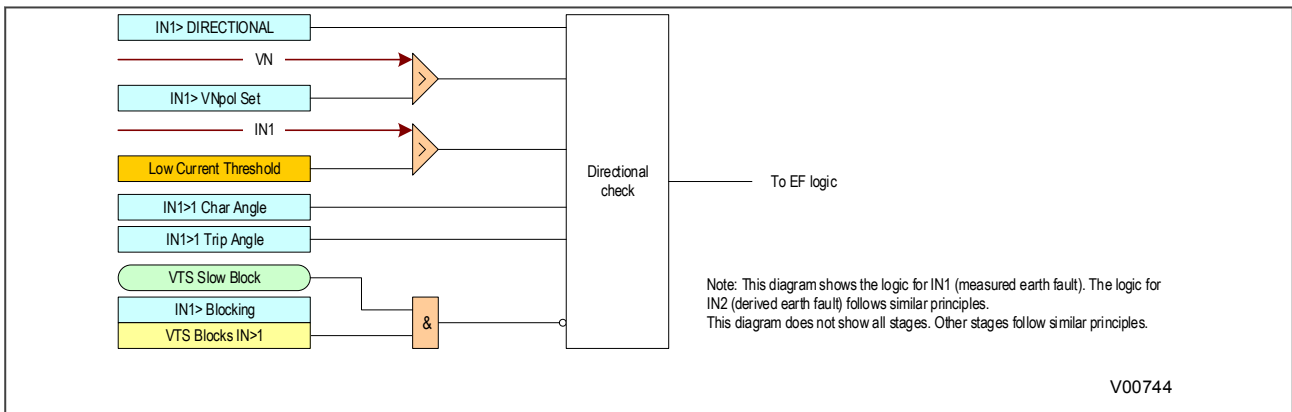 IN1> DIRECTIONAL
VN
IN1> VNpol Set
IN1
Low Current Threshold
IN1>1 Char Angle
IN1>1 Trip Angle
VTS Slow Block
IN1> Blocking
VTS Blocks IN>1
>
>
&
Directional
check
To EF logic
Note: This diagram shows the logic for IN1 (measured earth fault). The logic for
IN2 (derived earth fault) follows similar principles.
This diagram does not show all stages. Other stages follow similar principles.
V00744